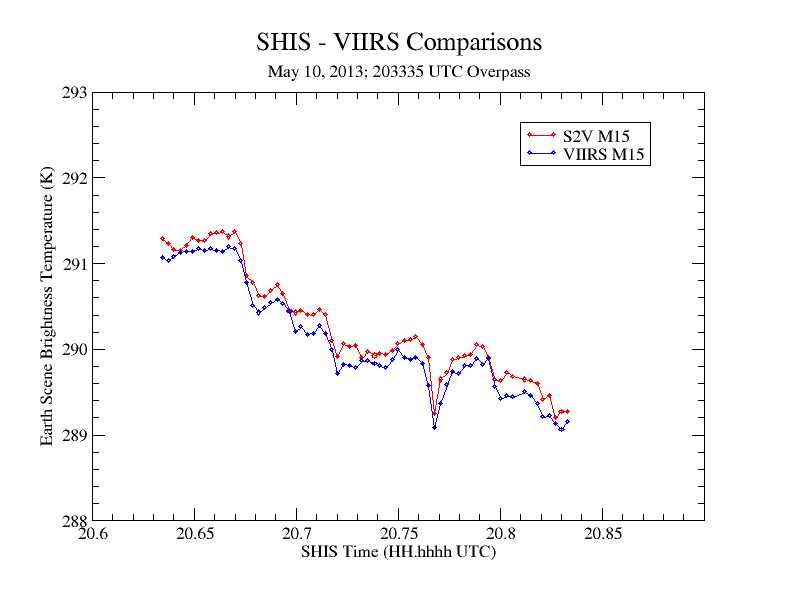 SHIS - VIIRS Comparisons
May 10, 2013; 203335 UTC Overpass
S2V M15
VIIRS M15
Earth Scene Brightness Temperature (K)
293
292
291
290
289
288
20.6 20.65 20.7 20.75 20.8 20.85
SHIS Time (HH.hhhh UTC)